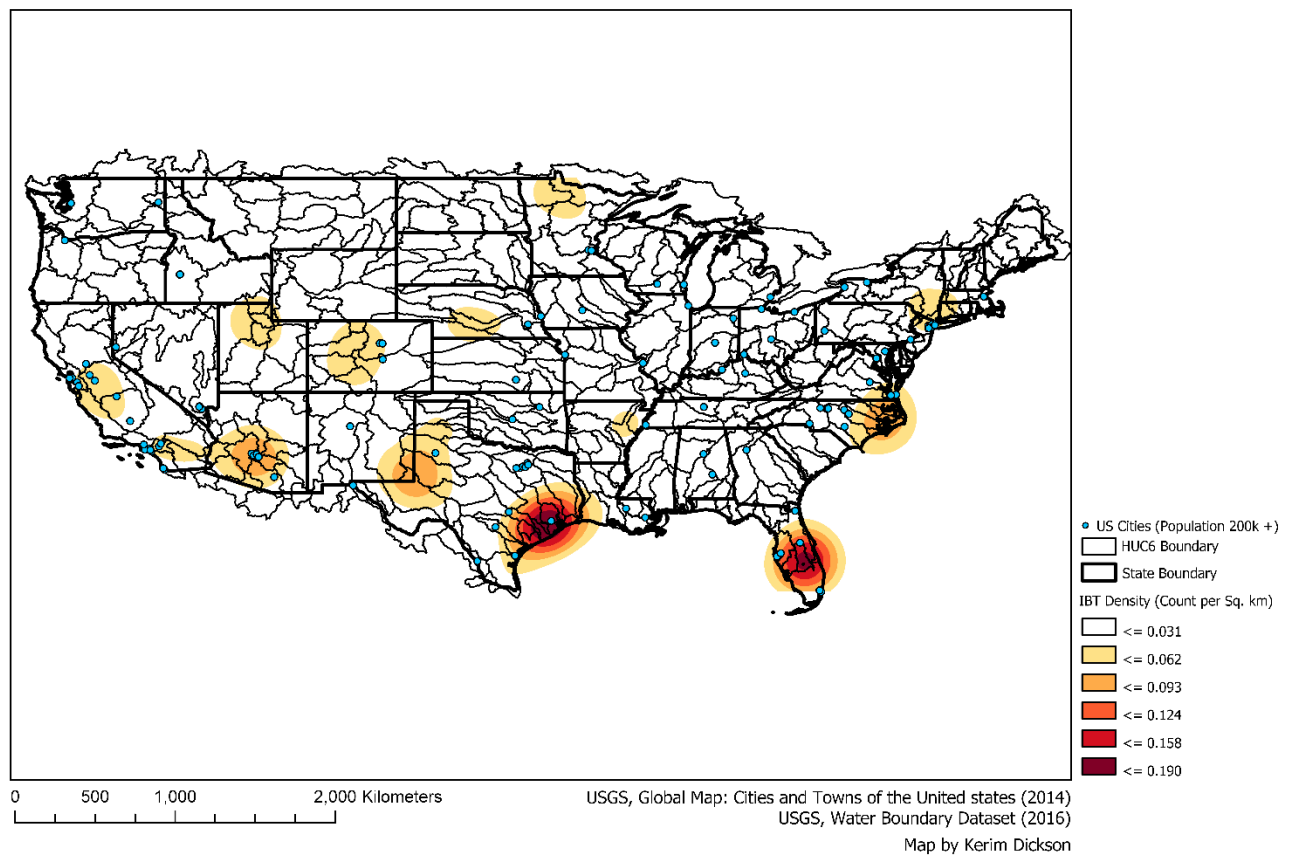 US Cities (Population 200k +)
HUC6 Boundary
State Boundary
IBT Density (Count per Sq. km)
<= 0.031
<= 0.062
<= 0.093
<= 0.124
<= 0.158
<= 0.190
0 500 1,000 2,000 Kilometers
USGS, Global Map: Cities and Towns of the United states (2014)
USGS, Water Boundary Dataset (2016)
Map by Kerim Dickson